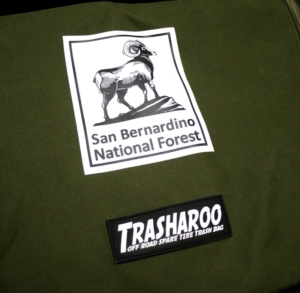 San Bernardino
National Forest
TRASHAROO
OFF ROAD SPARE TIRE TRASH BAG